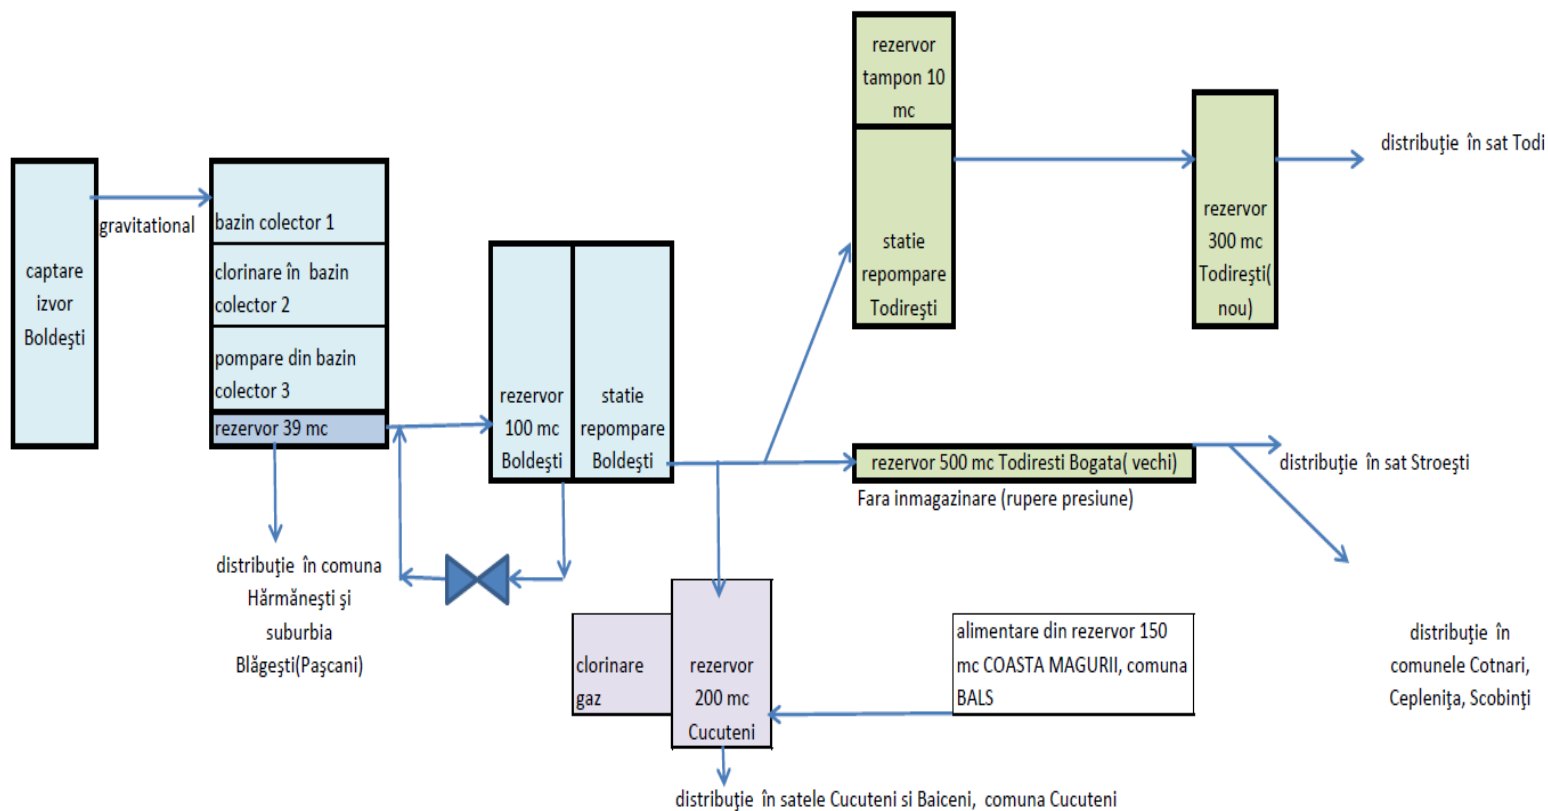 captare
izvor
Boldeşti
gravitational
bazin colector 1
clorinare în bazin
colector 2
pompare din bazin
colector 3
rezervor 39 mc
distribuţie în comuna
Hărmăneşti şi
suburbia
Blăgeşti(Paşcani)
rezervor
100 mc
Boldeşti
statie
repompare
Boldeşti
rezervor
tampon 10
mc
statie
repompare
Todireşti
rezervor
300 mc
Todireşti(
nou)
distribuţie în sat Todi
rezervor 500 mc Todiresti Bogata( vechi)
Fara inmagazinare (rupere presiune)
distribuţie în sat Stroeşti
distribuţie în
comunele Cotnari,
Cepleniţa, Scobinţi
clorinare
gaz
rezervor
200 mc
Cucuteni
alimentare din rezervor 150
mc COASTA MAGURII, comuna
BALS
distribuţie în satele Cucuteni si Baiceni, comuna Cucuteni